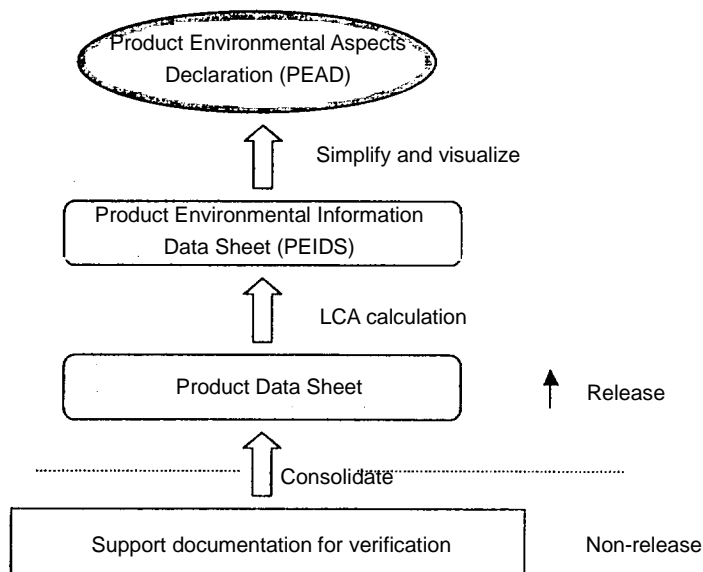 Product Environmental Aspects
Declaration (PEAD)
Simplify and visualize
Product Environmental Information
Data Sheet (PEIDS)
LCA calculation
Product Data Sheet
Release
Consolidate
Support documentation for verification
Non-release